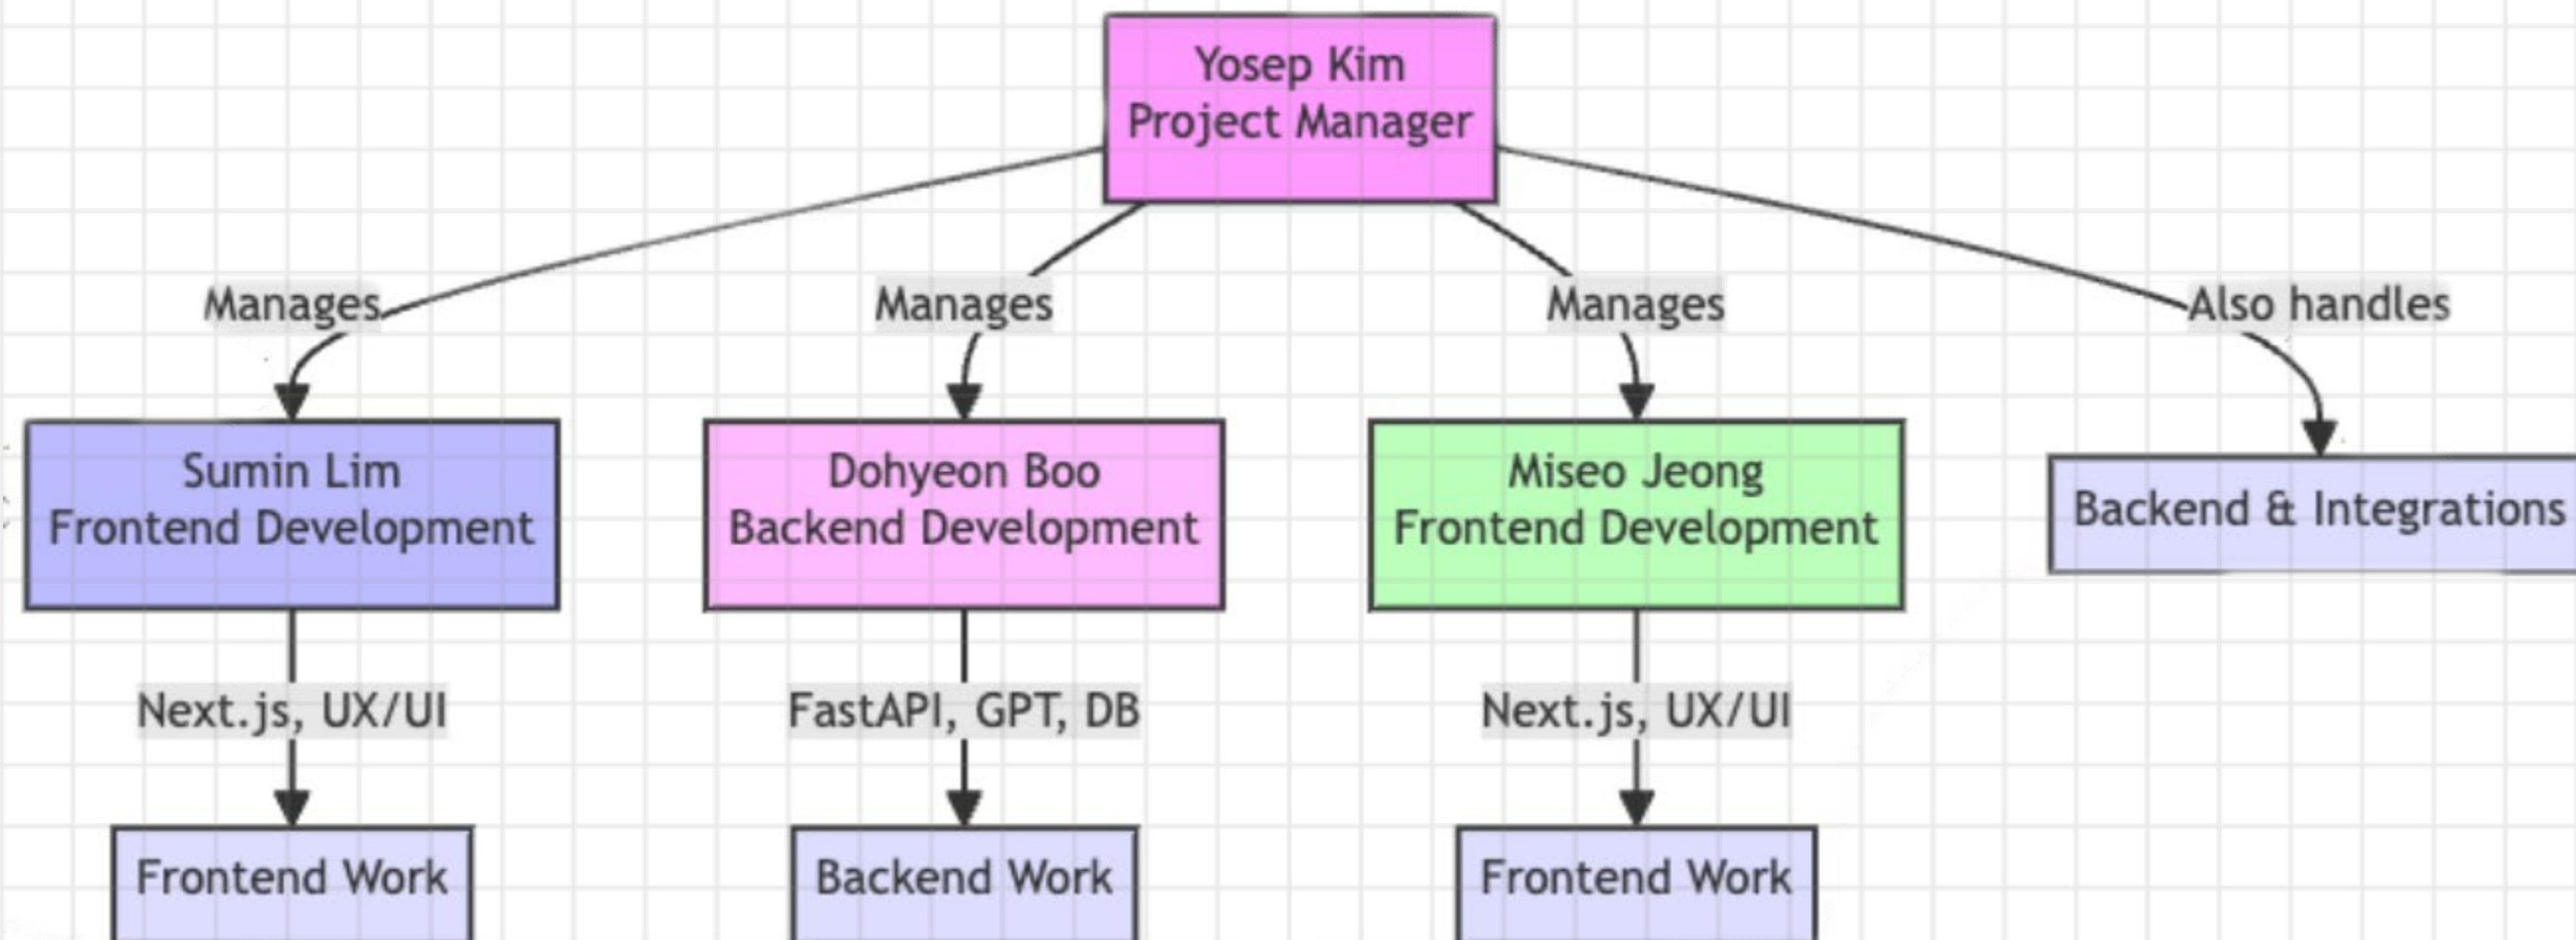 Yosep Kim
Project Manager
Manages
Manages
Manages
Also handles
Sumin Lim
Frontend Development
Dohyeon Boo
Backend Development
Miseo Jeong
Frontend Development
Backend & Integrations
Next.js, UX/UI
FastAPI, GPT, DB
Next.js, UX/UI
Frontend Work
Backend Work
Frontend Work